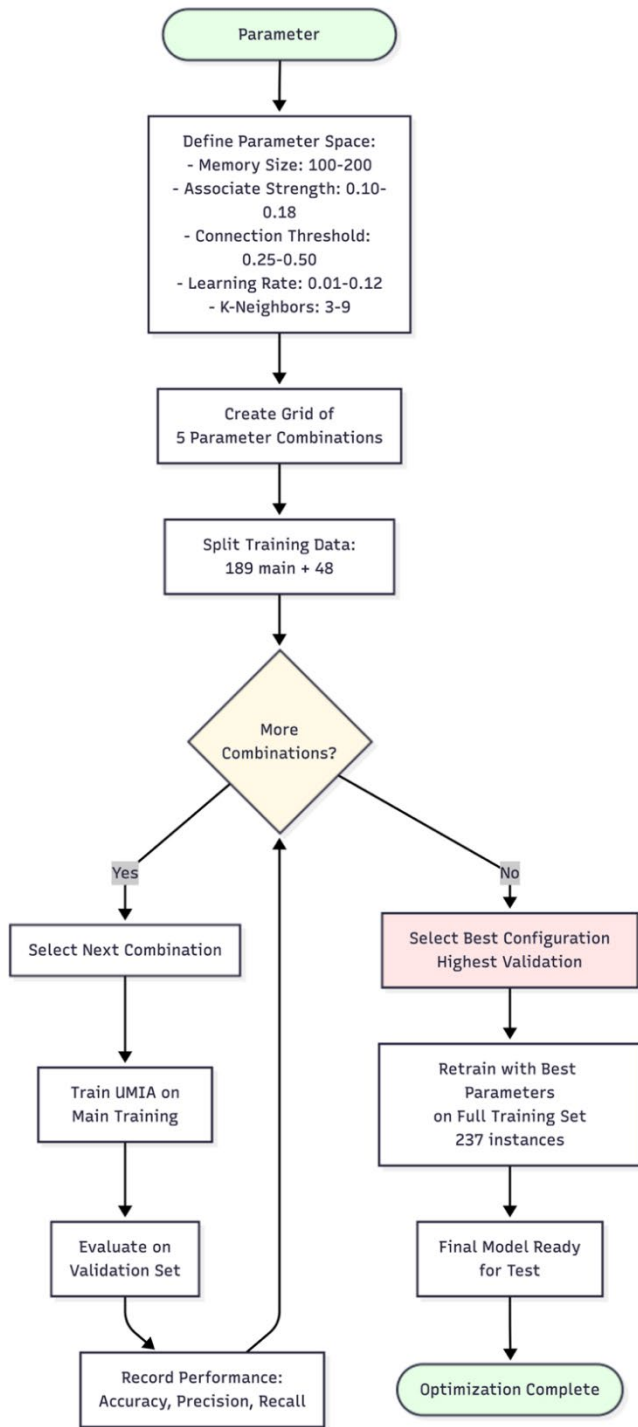 Parameter
Define Parameter Space:
- Memory Size: 100-200
- Associate Strength: 0.10-
0.18
- Connection Threshold:
0.25-0.50
- Learning Rate: 0.01-0.12
- K-Neighbors: 3-9
Create Grid of
5 Parameter Combinations
Split Training Data:
189 main + 48
More
Combinations?
Yes
No
Select Next Combination
Select Best Configuration
Highest Validation
Train UMIA on
Main Training
Retrain with Best
Parameters
on Full Training Set
237 instances
Evaluate on
Validation Set
Final Model Ready
for Test
Record Performance:
Accuracy, Precision, Recall
Optimization Complete